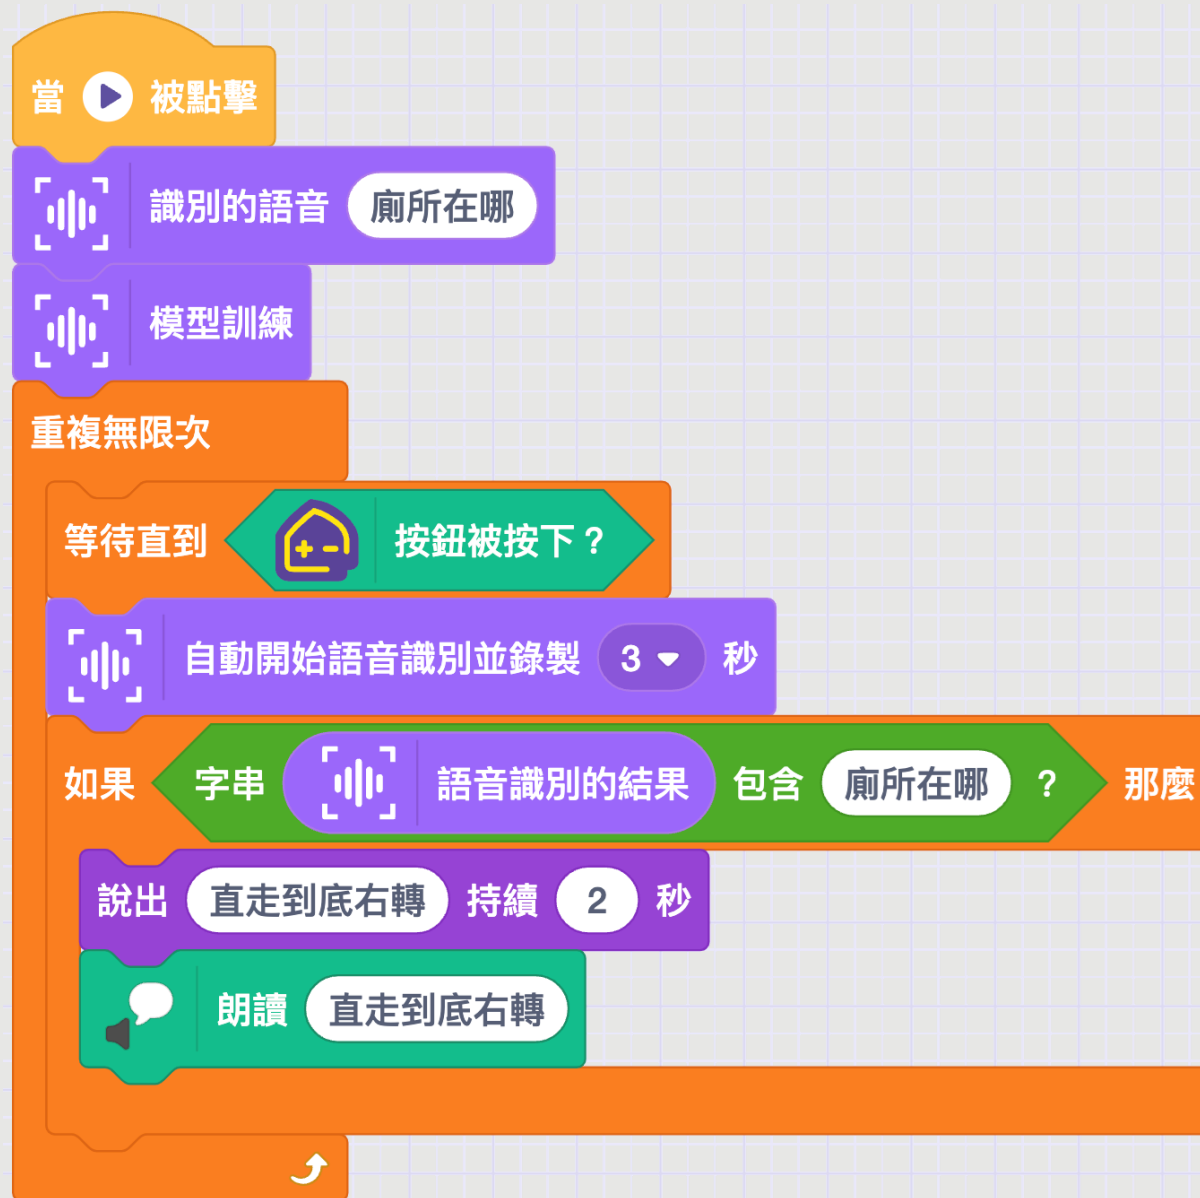 當 被點擊
識別的語音 廁所在哪
模型訓練
重複無限次
等待直到 按鈕被按下？
自動開始語音識別並錄製 3 秒
如果 字串 語音識別的結果 包含 廁所在哪 ？ 那麼
說出 直走到底右轉 持續 2 秒
朗讀 直走到底右轉